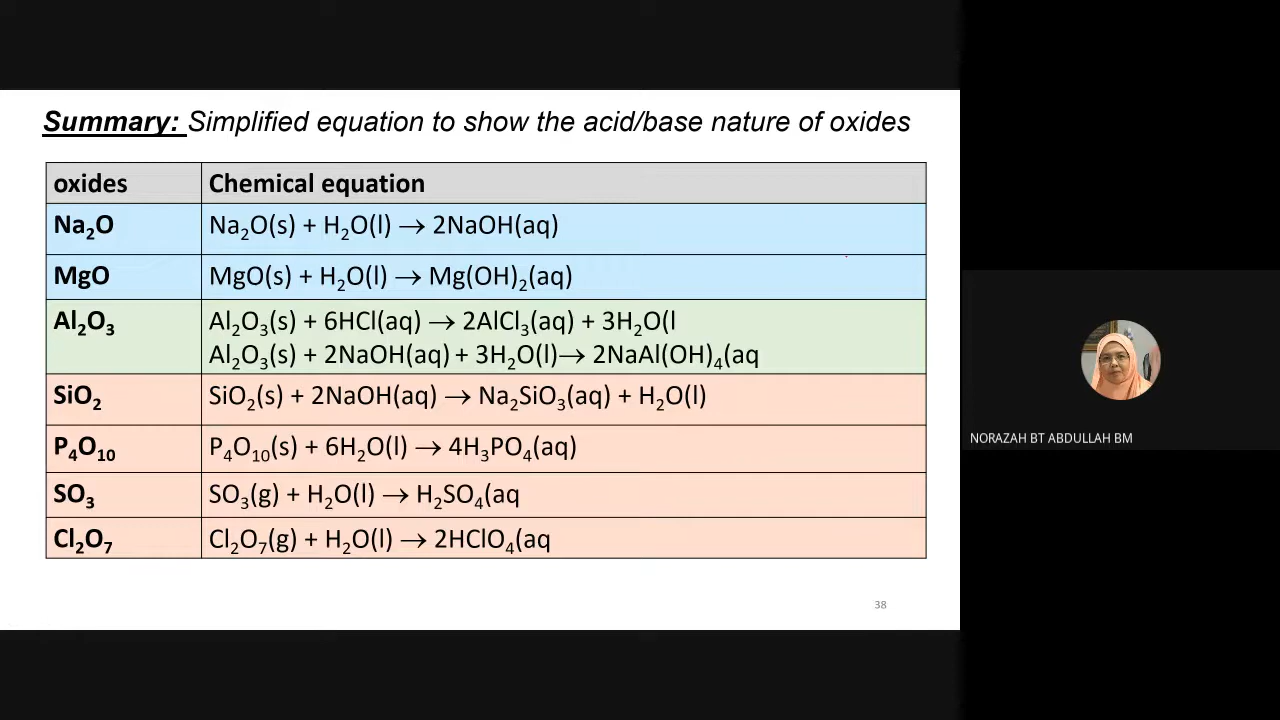 Summary: Simplified equation to show the acid/base nature of oxides
oxides Chemical equation
Na₂O Na₂O(s) + H₂O(l) → 2NaOH(aq)
MgO MgO(s) + H₂O(l) → Mg(OH)₂(aq)
Al₂O₃ Al₂O₃(s) + 6HCl(aq) → 2AlCl₃(aq) + 3H₂O(l
Al₂O₃(s) + 2NaOH(aq) + 3H₂O(l)→ 2NaAl(OH)₄(aq
SiO₂ SiO₂(s) + 2NaOH(aq) → Na₂SiO₃(aq) + H₂O(l)
P₄O₁₀ P₄O₁₀(s) + 6H₂O(l) → 4H₃PO₄(aq)
SO₃ SO₃(g) + H₂O(l) → H₂SO₄(aq
Cl₂O₇ Cl₂O₇(g) + H₂O(l) → 2HClO₄(aq
38
NORAZAH BT ABDULLAH BM